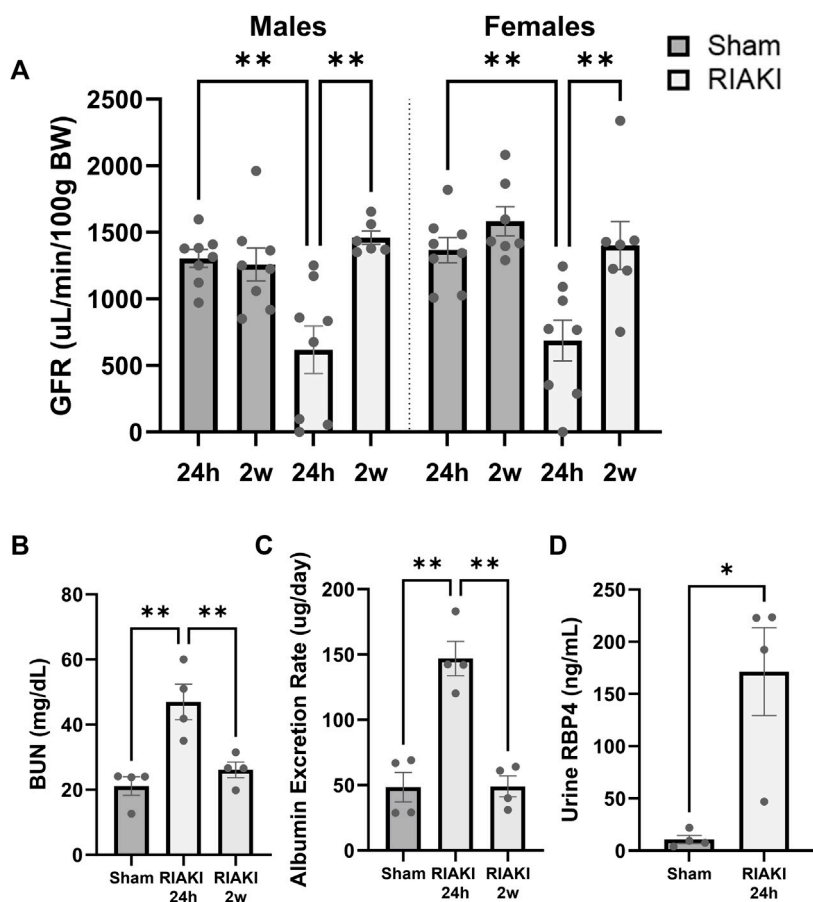 Males
Females
Sham
RIAKI
A
** ** ** **
GFR (uL/min/100g BW)
2500
2000
1500
1000
500
0
24h 2w 24h 2w 24h 2w 24h 2w
B
** **
BUN (mg/dL)
80
60
40
20
0
Sham RIAKI RIAKI
24h 2w
C
** **
Albumin Excretion Rate (ug/day)
200
150
100
50
0
Sham RIAKI RIAKI
24h 2w
D
*
Urine RBP4 (ng/mL)
250
200
150
100
50
0
Sham RIAKI
24h